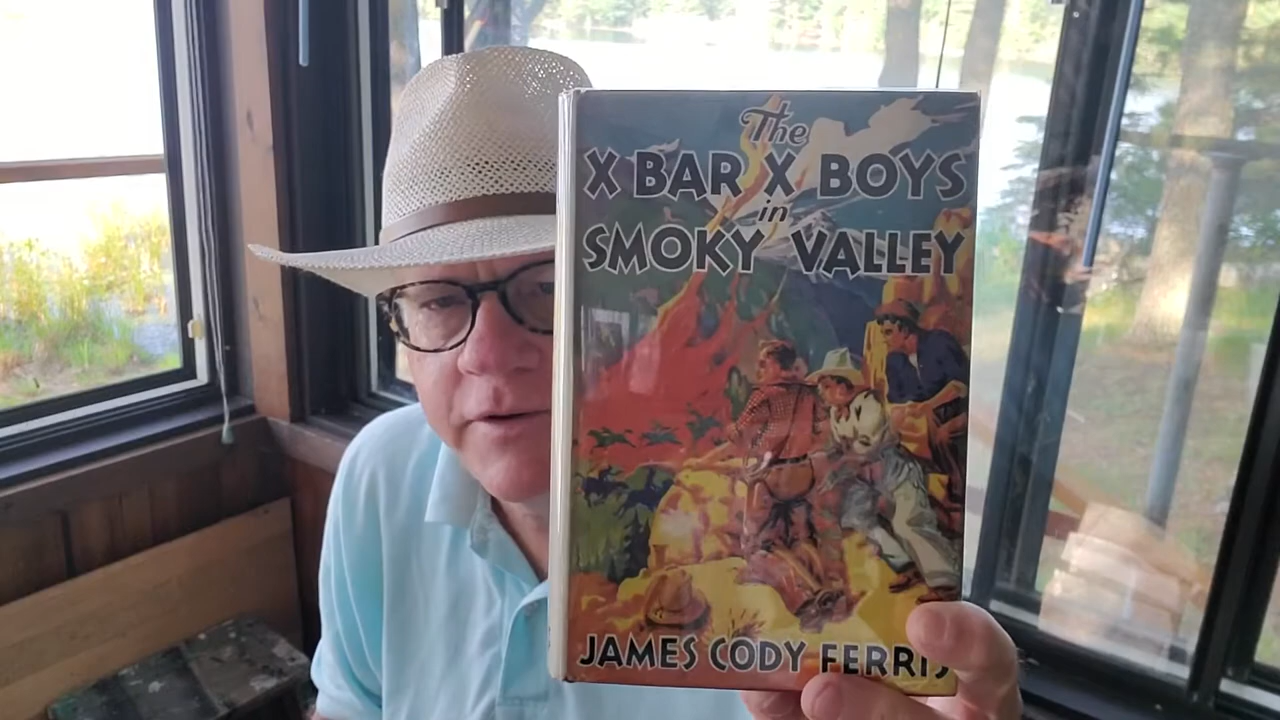 The
X BAR X BOYS
in
SMOKY VALLEY
JAMES CODY FERRIS